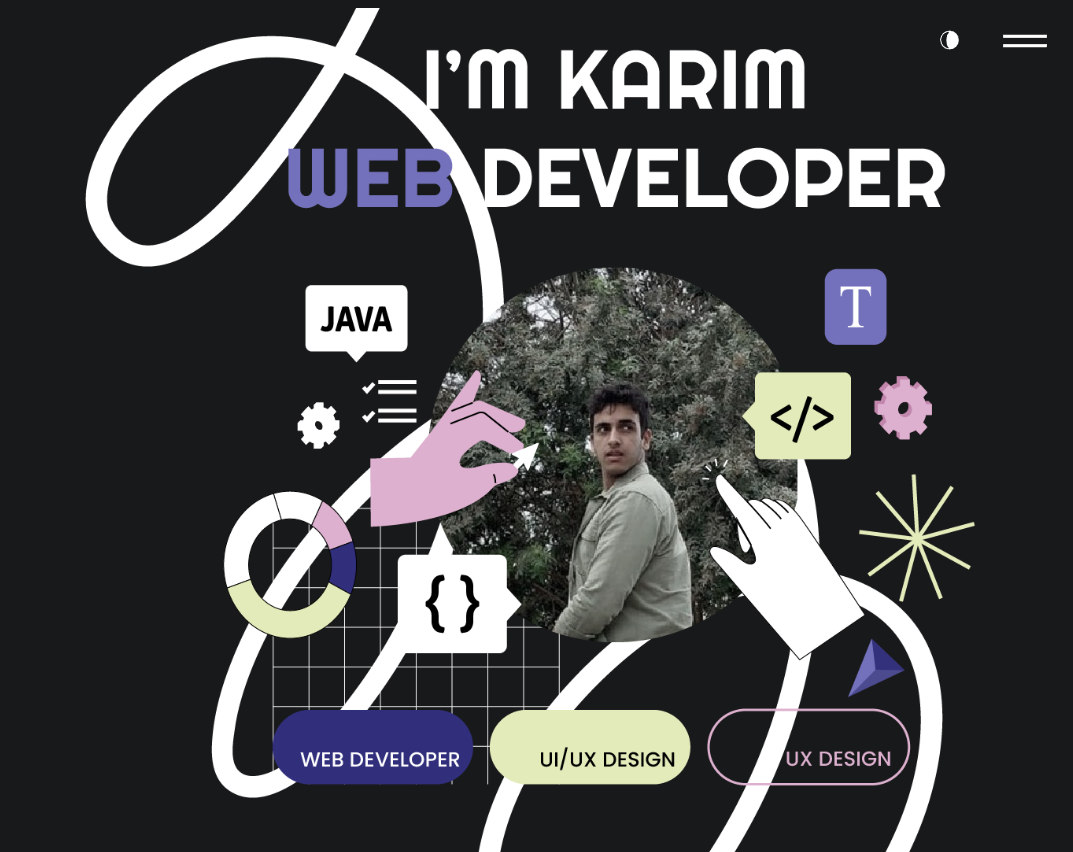 I'M KARIM
WEB DEVELOPER
JAVA
T
</>
{ }
WEB DEVELOPER
UI/UX DESIGN
UX DESIGN